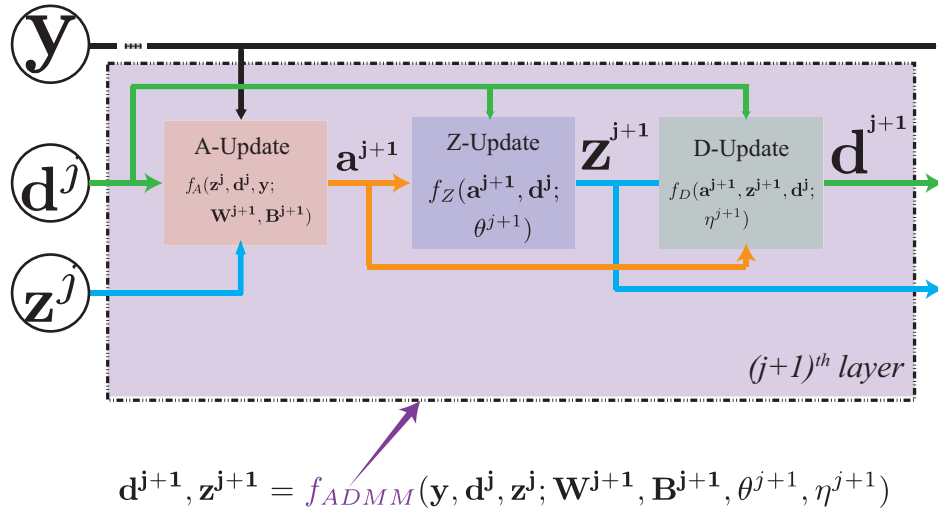 y
d^j
z^j
A-Update
f_A(z^j, d^j, y;
W^{j+1}, B^{j+1})
a^{j+1}
Z-Update
f_Z(a^{j+1}, d^j;
θ^{j+1})
z^{j+1}
D-Update
f_D(a^{j+1}, z^{j+1}, d^j;
η^{j+1})
d^{j+1}
(j+1)^{th} layer
d^{j+1}, z^{j+1} = f_{ADMM}(y, d^j, z^j; W^{j+1}, B^{j+1}, θ^{j+1}, η^{j+1})